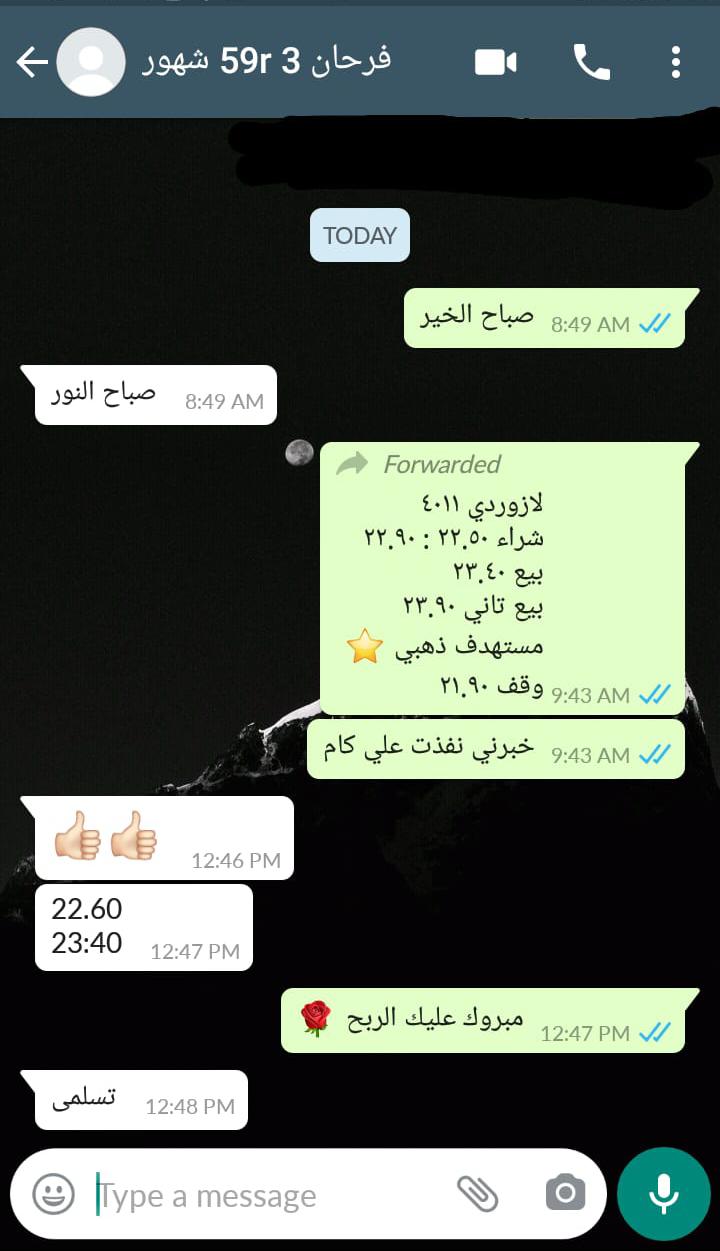 فرحان 59r 3 شهور
TODAY
صباح الخير 8:49 AM
صباح النور 8:49 AM
Forwarded
لازوردي ٤٠١١
شراء ٢٢.٥٠ : ٢٢.٩٠
بيع ٢٣.٤٠
بيع تاني ٢٣.٩٠
مستهدف ذهبي ⭐
وقف ٢١.٩٠ 9:43 AM
خبرني نفذت علي كام 9:43 AM
👍🏻👍🏻 12:46 PM
22.60
23:40 12:47 PM
مبروك عليك الربح 🌹 12:47 PM
تسلمى 12:48 PM
Type a message